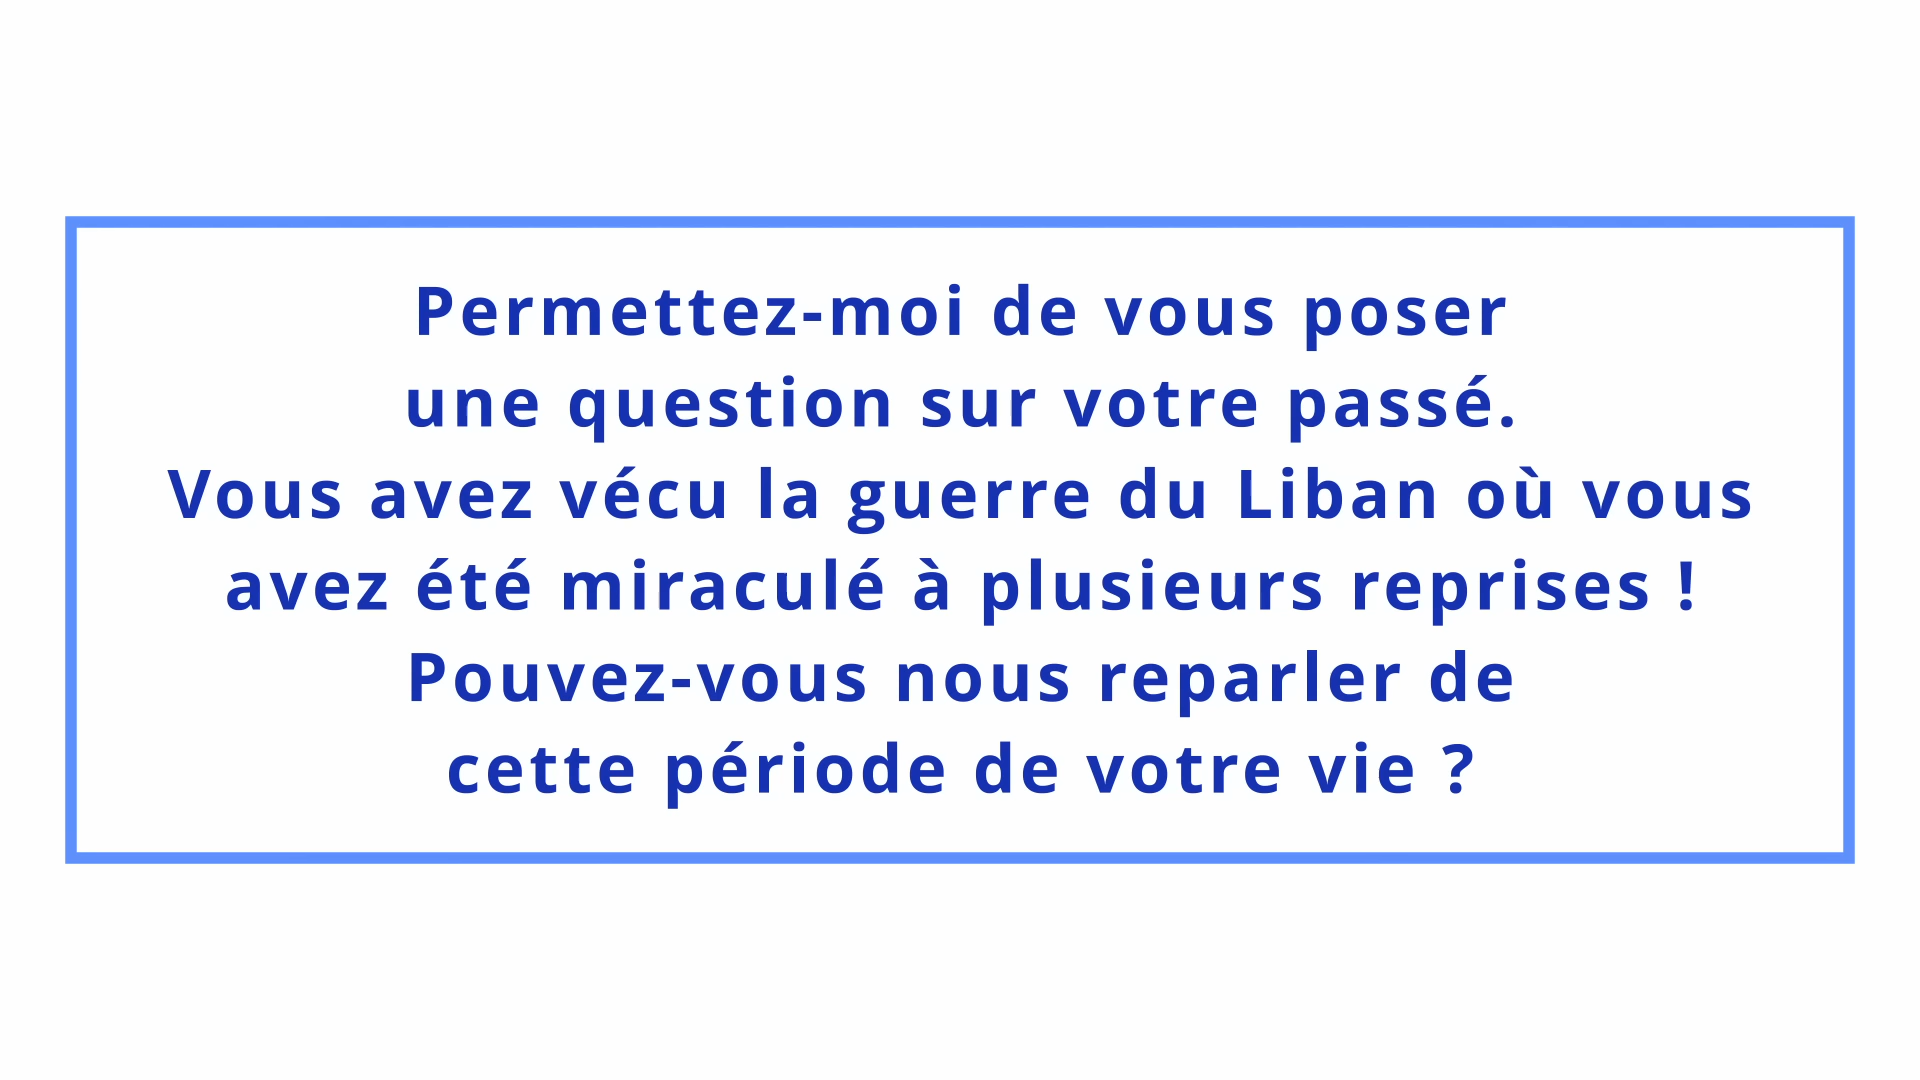 Permettez-moi de vous poser
une question sur votre passé.
Vous avez vécu la guerre du Liban où vous
avez été miraculé à plusieurs reprises !
Pouvez-vous nous reparler de
cette période de votre vie ?